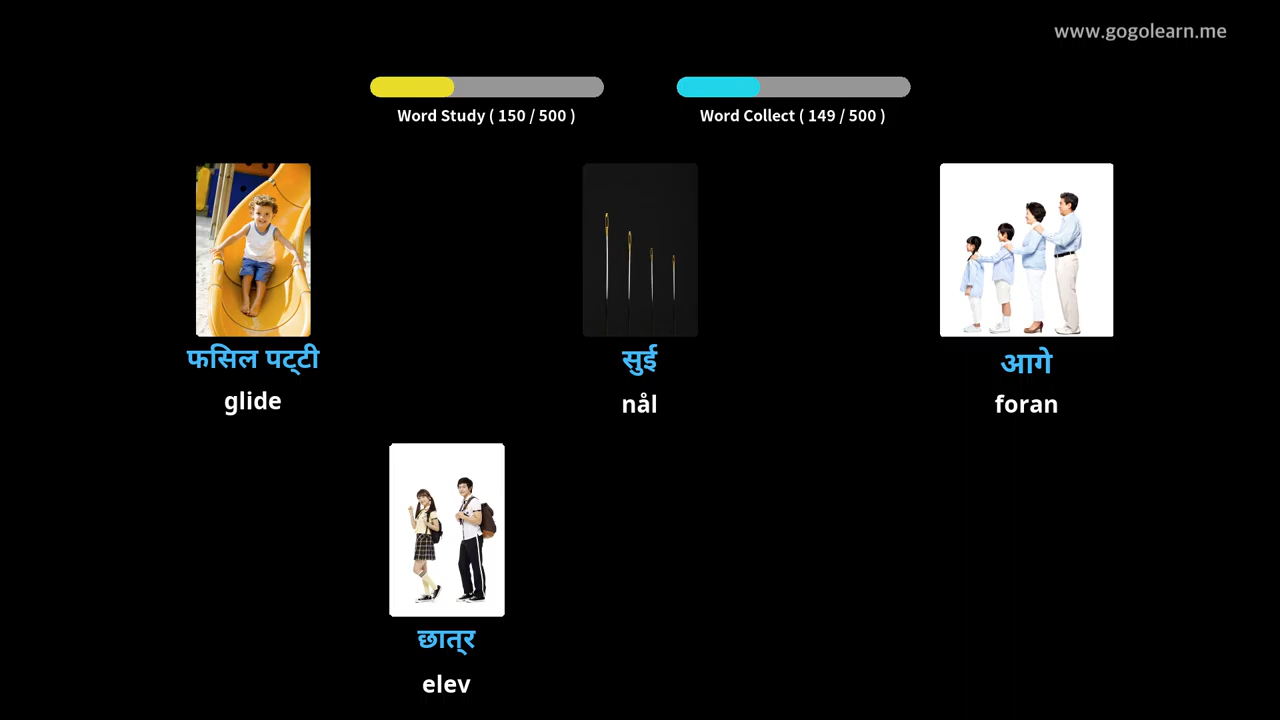 www.gogolearn.me
Word Study ( 150 / 500 )
Word Collect ( 149 / 500 )
फसिल पट्टी
glide
सुई
nål
आगे
foran
छात्र
elev